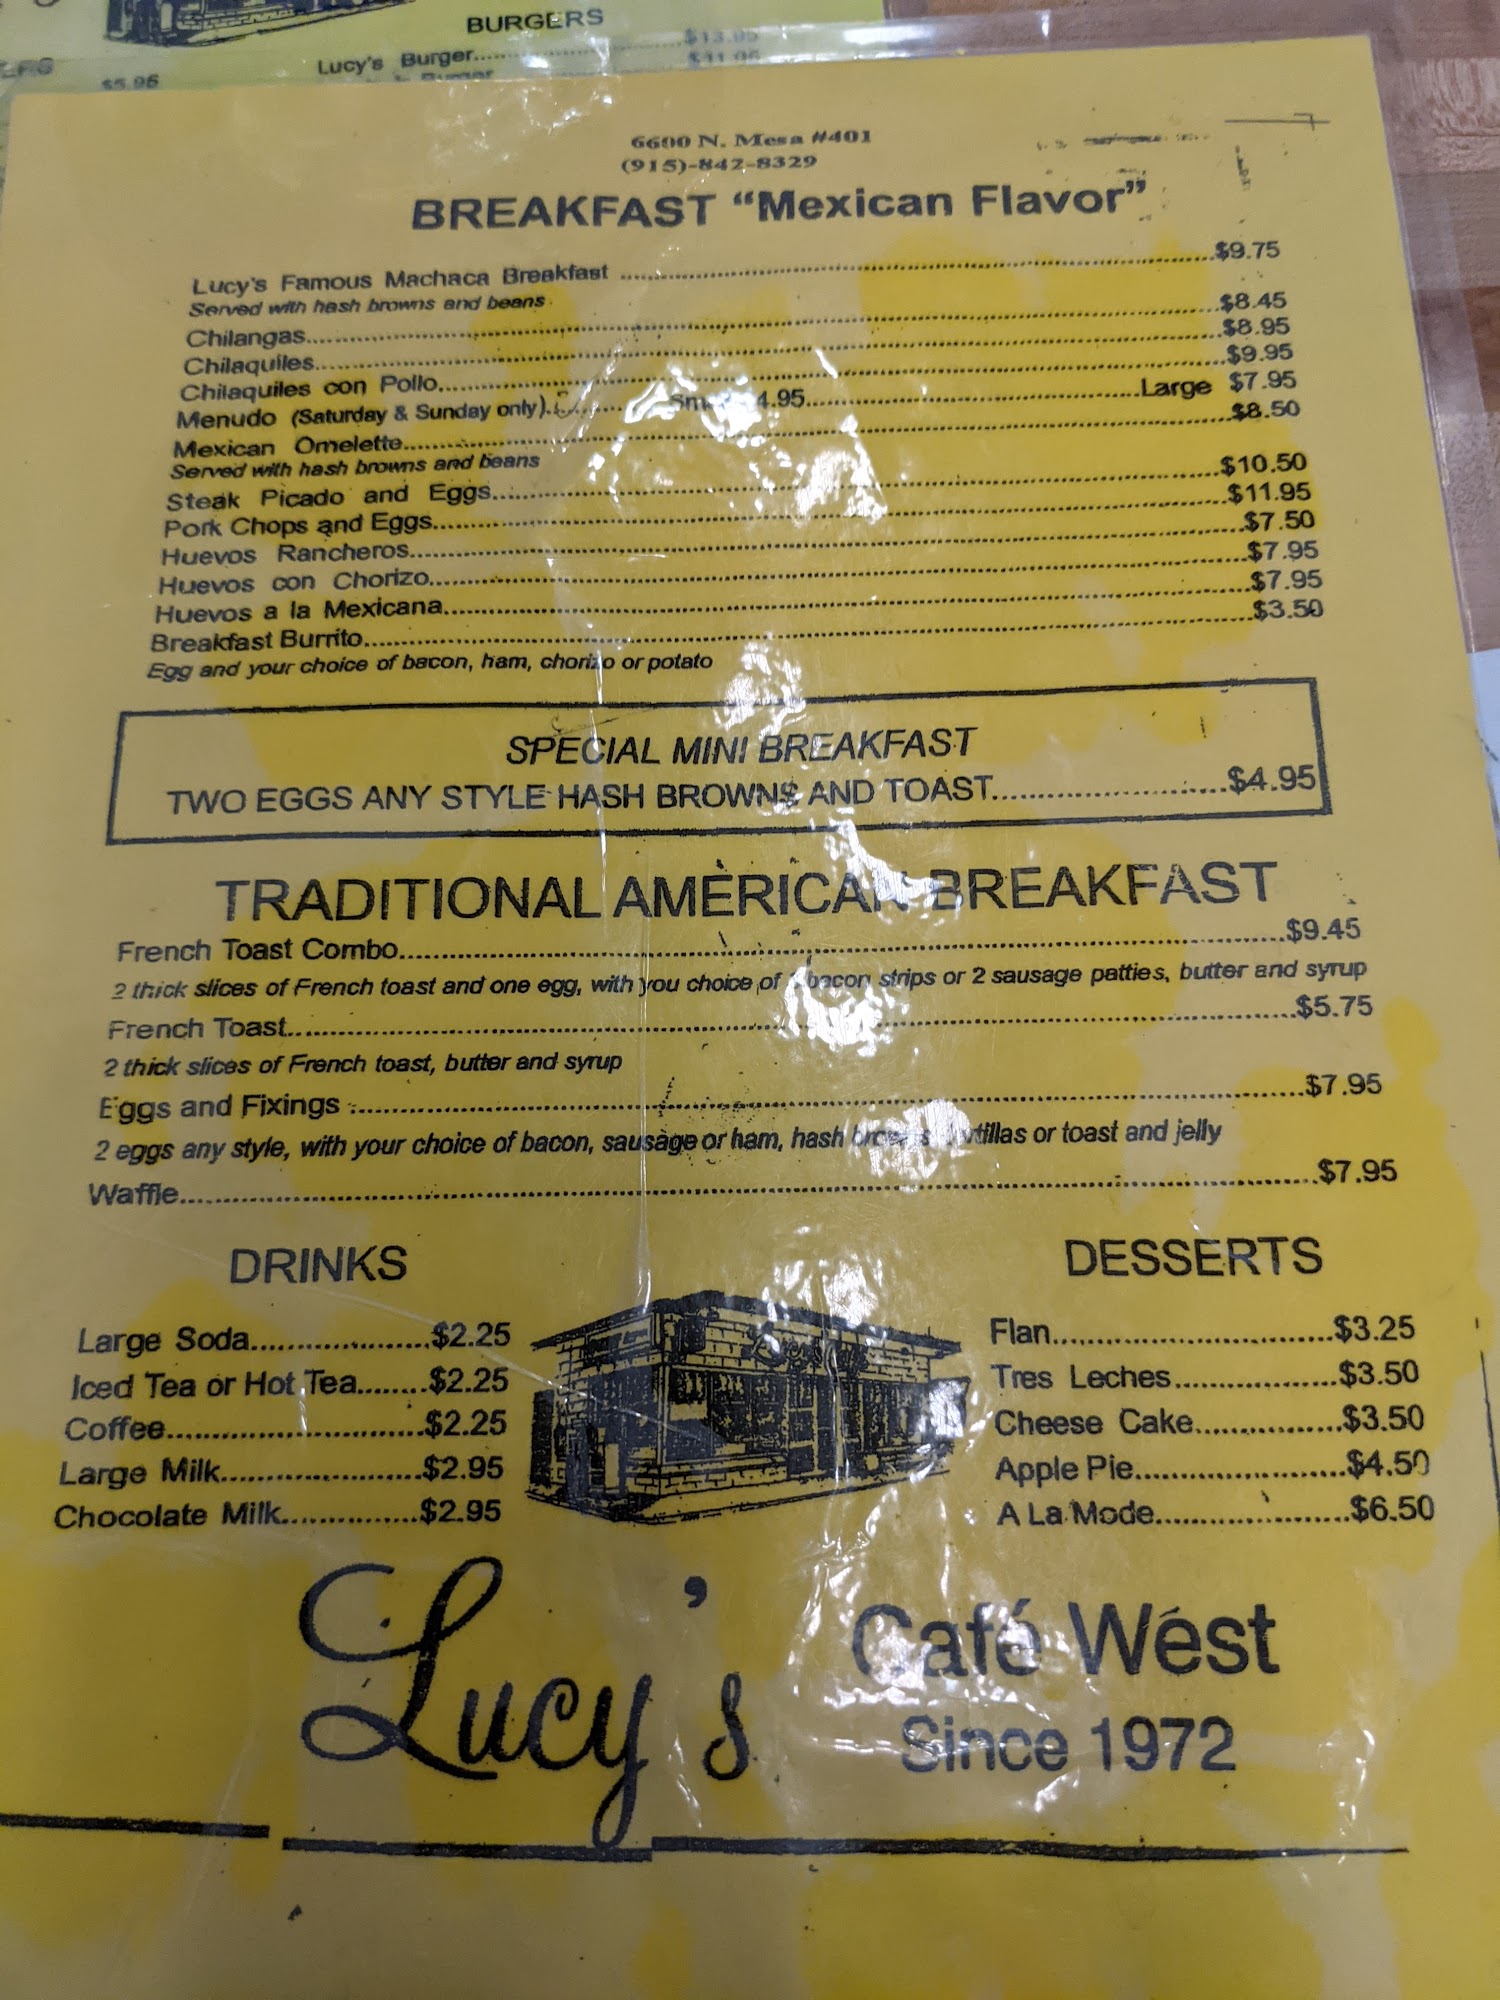 BURGERS
$13.95
Lucy's Burger......
$11.95
Burger
$5.95
6600 N. Mesa #401
(915)-842-8329
BREAKFAST “Mexican Flavor”
Lucy's Famous Machaca Breakfast ........ $9.75
Served with hash browns and beans
Chilangas........ $8.45
Chilaquiles........ $8.95
Chilaquiles con Pollo........ $9.95
Menudo (Saturday & Sunday only)........ 4.95........Large $7.95
Mexican Omelette........ $8.50
Served with hash browns and beans
Steak Picado and Eggs........ $10.50
Pork Chops and Eggs........ $11.95
Huevos Rancheros........ $7.50
Huevos con Chorizo........ $7.95
Huevos a la Mexicana........ $7.95
Breakfast Burrito........ $3.50
Egg and your choice of bacon, ham, chorizo or potato
SPECIAL MINI BREAKFAST
TWO EGGS ANY STYLE HASH BROWNS AND TOAST........$4.95
TRADITIONAL AMERICAN BREAKFAST
French Toast Combo........$9.45
2 thick slices of French toast and one egg, with you choice of bacon strips or 2 sausage patties, butter and syrup
French Toast........$5.75
2 thick slices of French toast, butter and syrup
Eggs and Fixings ........$7.95
2 eggs any style, with your choice of bacon, sausage or ham, hash browns tortillas or toast and jelly
Waffle........$7.95
DRINKS
Large Soda........$2.25
Iced Tea or Hot Tea........$2.25
Coffee........$2.25
Large Milk........$2.95
Chocolate Milk........$2.95
DESSERTS
Flan........$3.25
Tres Leches........$3.50
Cheese Cake........$3.50
Apple Pie........$4.50
A La Mode........$6.50
Lucy's Café West
Since 1972